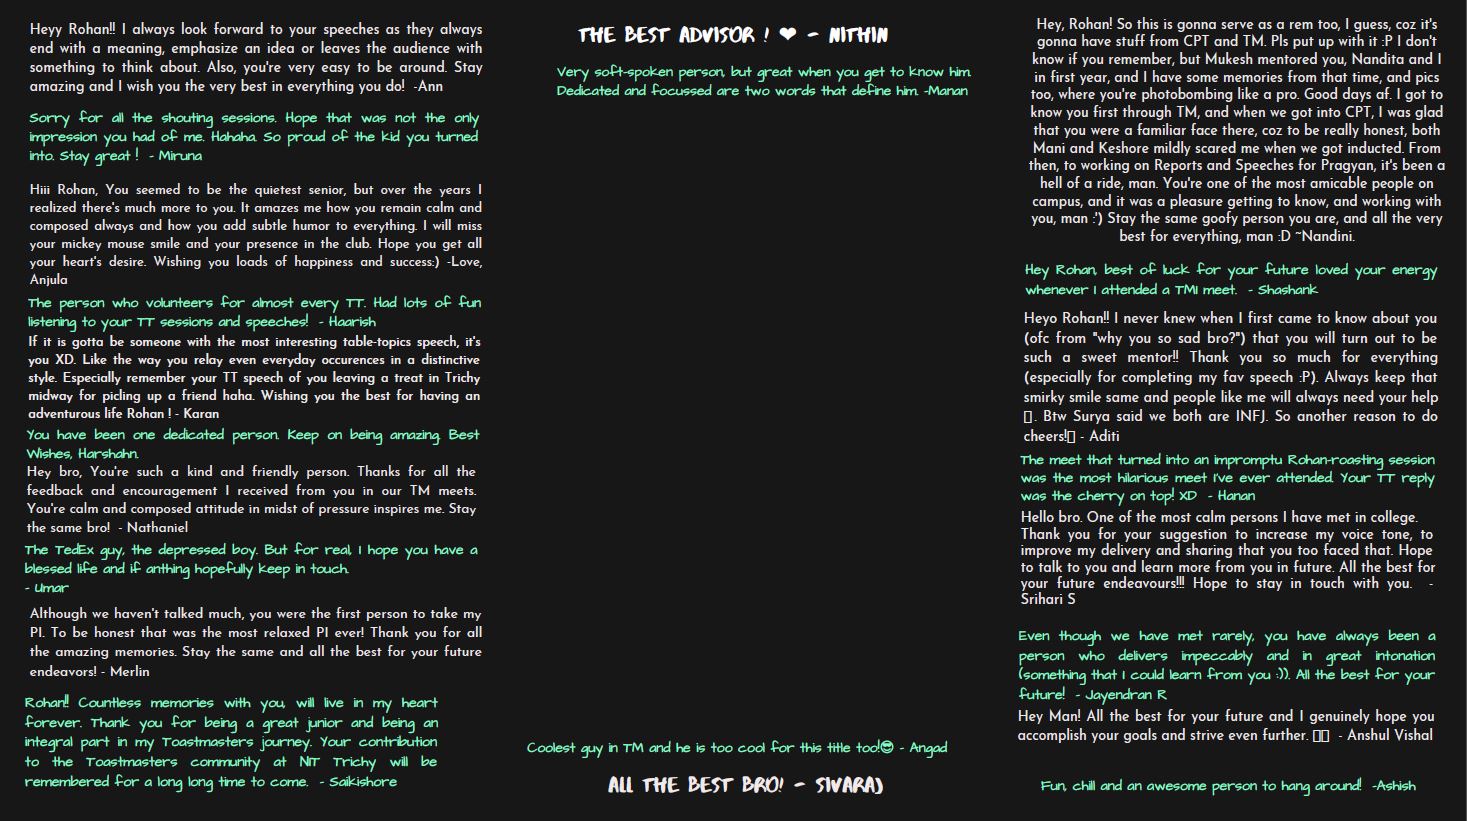 Heyy Rohan!! I always look forward to your speeches as they always
end with a meaning, emphasize an idea or leaves the audience with
something to think about. Also, you're very easy to be around. Stay
amazing and I wish you the very best in everything you do! -Ann
Sorry for all the shouting sessions. Hope that was not the only
impression you had of me. Hahaha. So proud of the kid you turned
into. Stay great ! - Miruna
Hiii Rohan, You seemed to be the quietest senior, but over the years I
realized there's much more to you. It amazes me how you remain calm and
composed always and how you add subtle humor to everything. I will miss
your mickey mouse smile and your presence in the club. Hope you get all
your heart's desire. Wishing you loads of happiness and success:) -Love,
Anjula
The person who volunteers for almost every TT. Had lots of fun
listening to your TT sessions and speeches! - Haarish
If it is gotta be someone with the most interesting table-topics speech, it's
you XD. Like the way you relay even everyday occurences in a distinctive
style. Especially remember your TT speech of you leaving a treat in Trichy
midway for picling up a friend haha. Wishing you the best for having an
adventurous life Rohan ! - Karan
You have been one dedicated person. Keep on being amazing. Best
Wishes, Harshahn.
Hey bro, You're such a kind and friendly person. Thanks for all the
feedback and encouragement I received from you in our TM meets.
You're calm and composed attitude in midst of pressure inspires me. Stay
the same bro! - Nathaniel
The TedEx guy, the depressed boy. But for real, I hope you have a
blessed life and if anthing hopefully keep in touch.
- Umar
Although we haven't talked much, you were the first person to take my
PI. To be honest that was the most relaxed PI ever! Thank you for all
the amazing memories. Stay the same and all the best for your future
endeavors! - Merlin
Rohan!! Countless memories with you, will live in my heart
forever. Thank you for being a great junior and being an
integral part in my Toastmasters journey. Your contribution
to the Toastmasters community at NIT Trichy will be
remembered for a long long time to come. - Saikishore
THE BEST ADVISOR ! ❤ - NITHIN
Very soft-spoken person, but great when you get to know him.
Dedicated and focussed are two words that define him. -Manan
Coolest guy in TM and he is too cool for this title too!😎 - Angad
ALL THE BEST BRO! - SIVARAJ
Hey, Rohan! So this is gonna serve as a rem too, I guess, coz it's
gonna have stuff from CPT and TM. Pls put up with it :P I don't
know if you remember, but Mukesh mentored you, Nandita and I
in first year, and I have some memories from that time, and pics
too, where you're photobombing like a pro. Good days af. I got to
know you first through TM, and when we got into CPT, I was glad
that you were a familiar face there, coz to be really honest, both
Mani and Keshore mildly scared me when we got inducted. From
then, to working on Reports and Speeches for Pragyan, it's been a
hell of a ride, man. You're one of the most amicable people on
campus, and it was a pleasure getting to know, and working with
you, man :') Stay the same goofy person you are, and all the very
best for everything, man :D ~Nandini.
Hey Rohan, best of luck for your future loved your energy
whenever I attended a TMI meet. - Shashank
Heyo Rohan!! I never knew when I first came to know about you
(ofc from "why you so sad bro?") that you will turn out to be
such a sweet mentor!! Thank you so much for everything
(especially for completing my fav speech :P). Always keep that
smirky smile same and people like me will always need your help
▯. Btw Surya said we both are INFJ. So another reason to do
cheers!▯ - Aditi
The meet that turned into an impromptu Rohan-roasting session
was the most hilarious meet I've ever attended. Your TT reply
was the cherry on top! XD - Hanan
Hello bro. One of the most calm persons I have met in college.
Thank you for your suggestion to increase my voice tone, to
improve my delivery and sharing that you too faced that. Hope
to talk to you and learn more from you in future. All the best for
your future endeavours!!! Hope to stay in touch with you. -
Srihari S
Even though we have met rarely, you have always been a
person who delivers impeccably and in great intonation
(something that I could learn from you :)). All the best for your
future! - Jayendran R
Hey Man! All the best for your future and I genuinely hope you
accomplish your goals and strive even further. ▯▯ - Anshul Vishal
Fun, chill and an awesome person to hang around! -Ashish